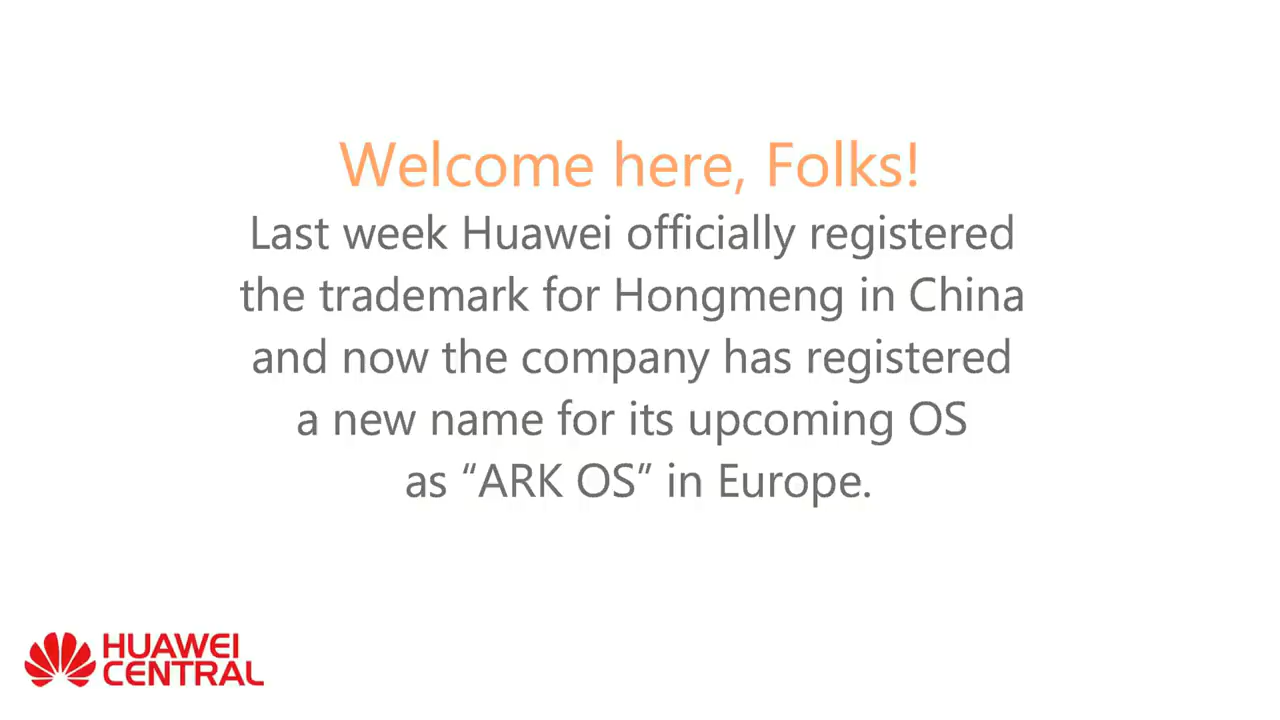 Welcome here, Folks!
Last week Huawei officially registered
the trademark for Hongmeng in China
and now the company has registered
a new name for its upcoming OS
as “ARK OS” in Europe.
HUAWEI
CENTRAL